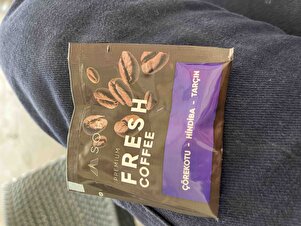 PREMIUM
FRESH
COFFEE
ÇÖREKOTU - HİNDİBA - TARÇIN